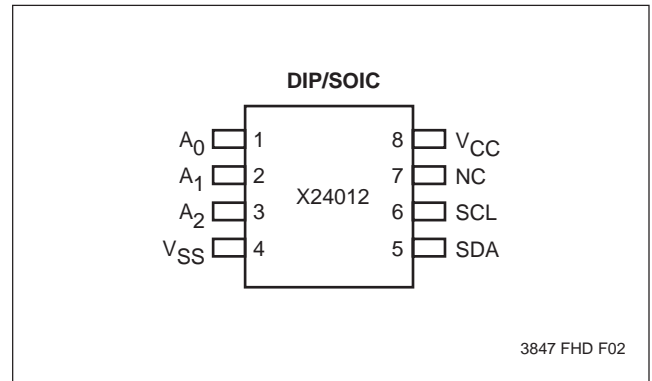 DIP/SOIC
A0 1 8 VCC
A1 2 7 NC
X24012
A2 3 6 SCL
VSS 4 5 SDA
3847 FHD F02